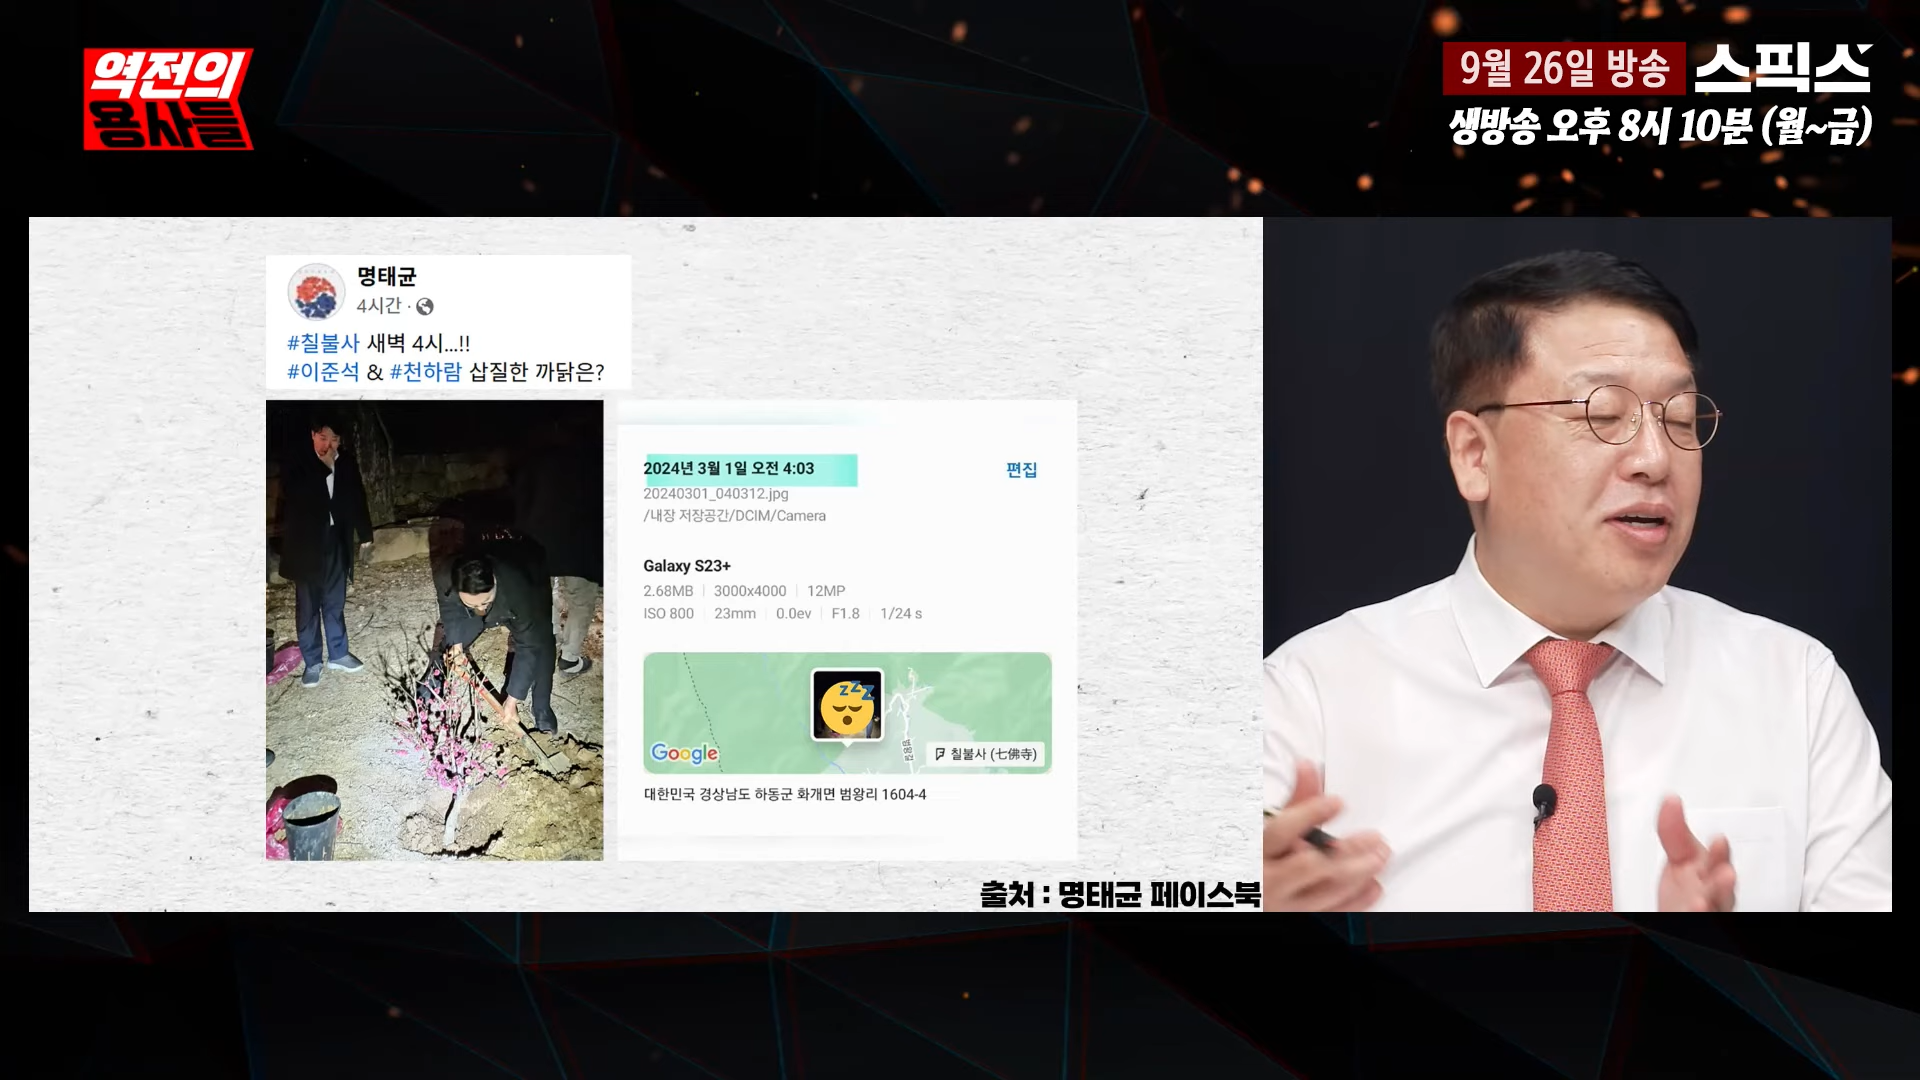 역전의
용사들
9월 26일 방송 스픽스
생방송 오후 8시 10분 (월~금)
명태균
4시간 ·
#칠불사 새벽 4시...!!
#이준석 & #천하람 삽질한 까닭은?
2024년 3월 1일 오전 4:03
편집
20240301_040312.jpg
/내장 저장공간/DCIM/Camera
Galaxy S23+
2.68MB | 3000x4000 | 12MP
ISO 800 | 23mm | 0.0ev | F1.8 | 1/24 s
zzz
Google
칠불사 (七佛寺)
대한민국 경상남도 하동군 화개면 범왕리 1604-4
출처 : 명태균 페이스북